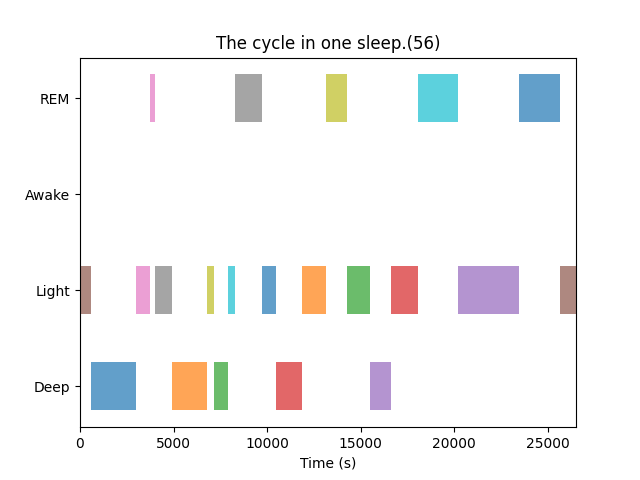 The cycle in one sleep.(56)
REM
Awake
Light
Deep
0 5000 10000 15000 20000 25000
Time (s)